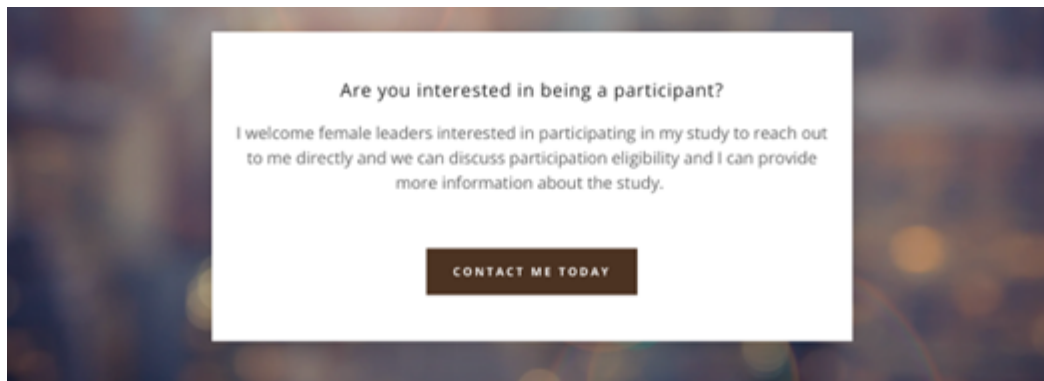 Are you interested in being a participant?
I welcome female leaders interested in participating in my study to reach out
to me directly and we can discuss participation eligibility and I can provide
more information about the study.
CONTACT ME TODAY